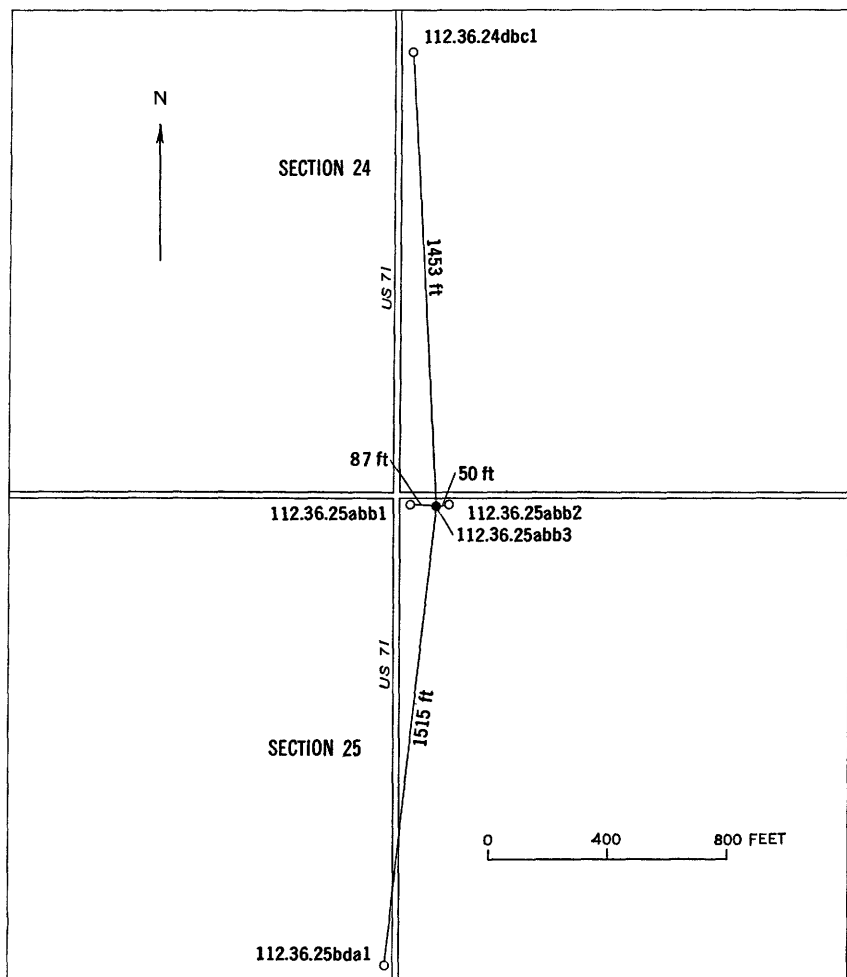 112.36.24dbc1
N
SECTION 24
1453 ft
US 71
87 ft
50 ft
112.36.25abb1
112.36.25abb2
112.36.25abb3
US 71
1515 ft
SECTION 25
0 400 800 FEET
112.36.25bda1